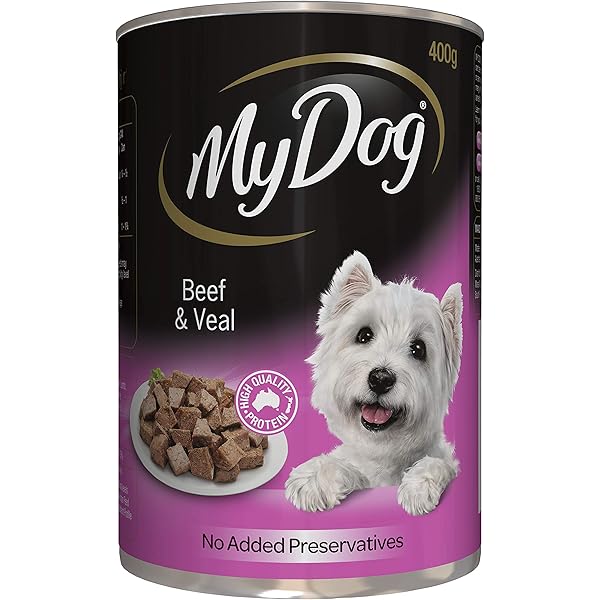 400g
My Dog®
Beef
& Veal
HIGH QUALITY
PROTEIN
No Added Preservatives